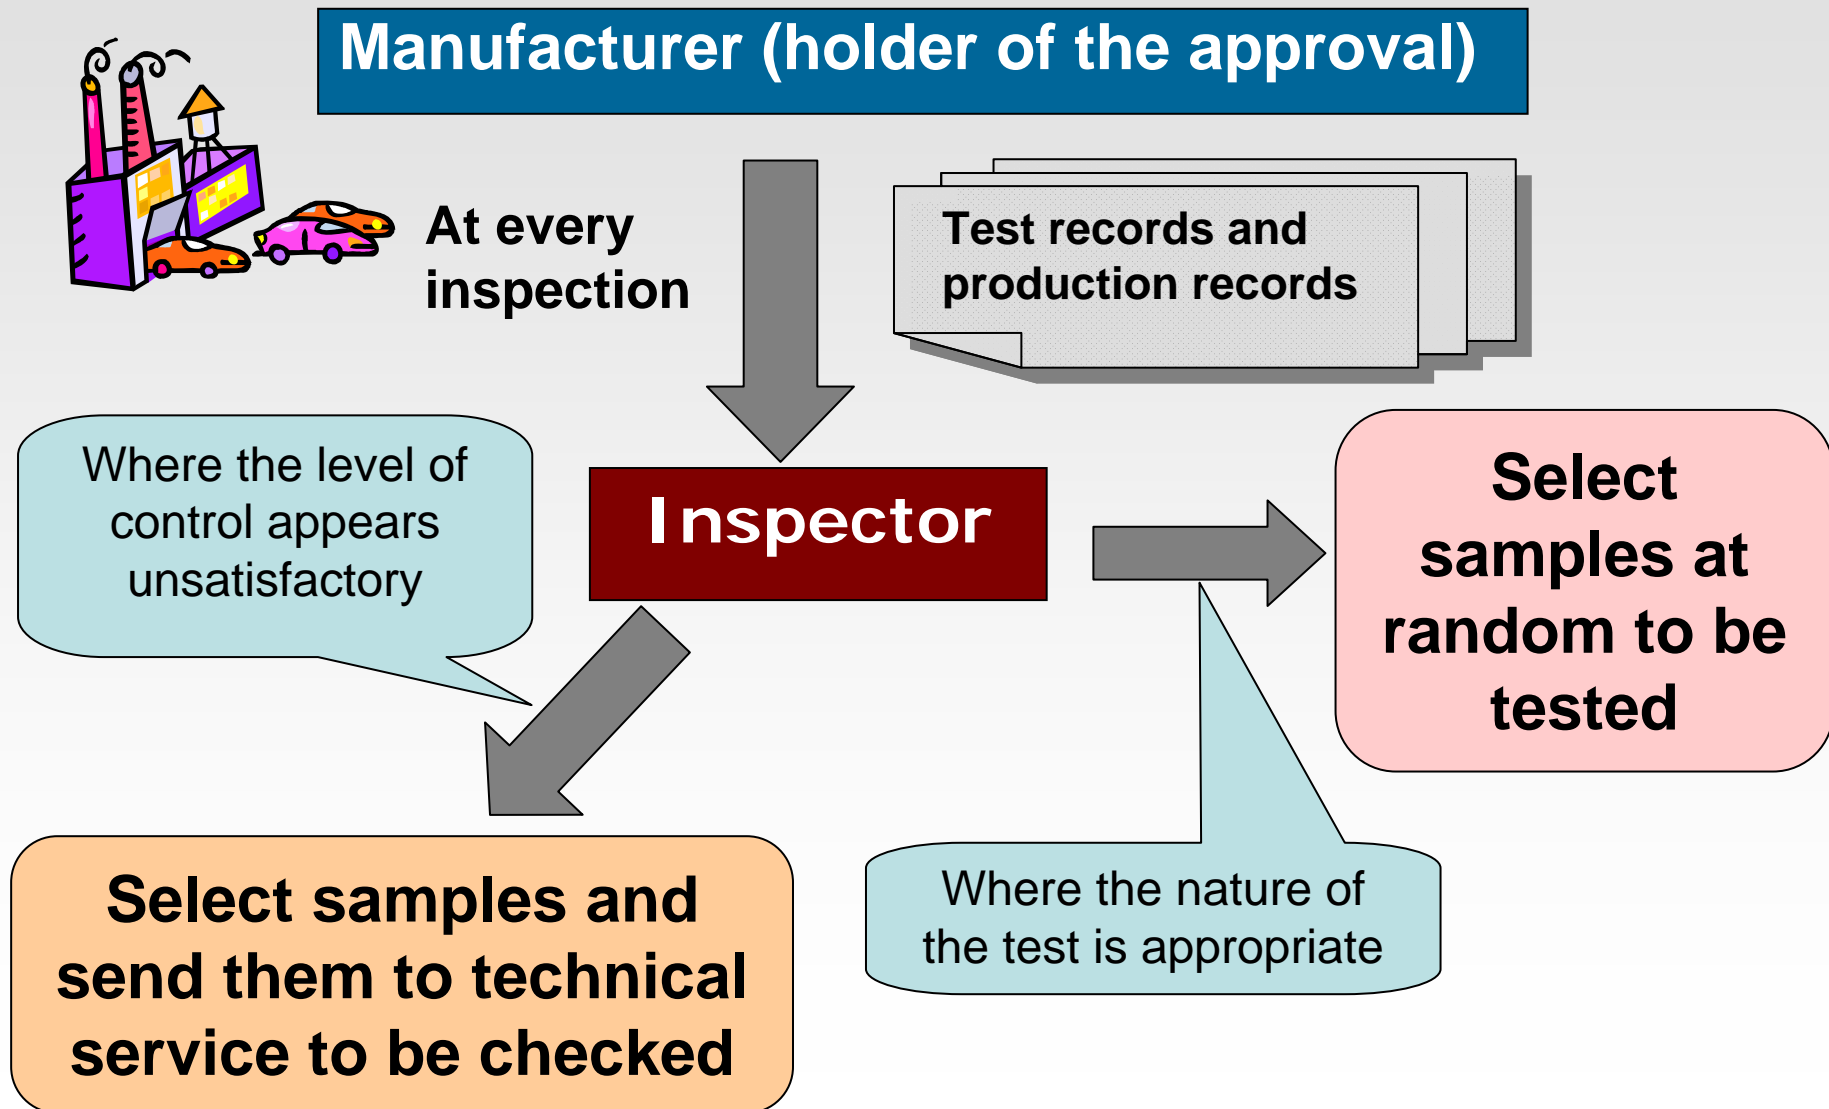 Manufacturer (holder of the approval)
At every
inspection
Test records and
production records
Where the level of
control appears
unsatisfactory
Inspector
Select
samples at
random to be
tested
Select samples and
send them to technical
service to be checked
Where the nature of
the test is appropriate